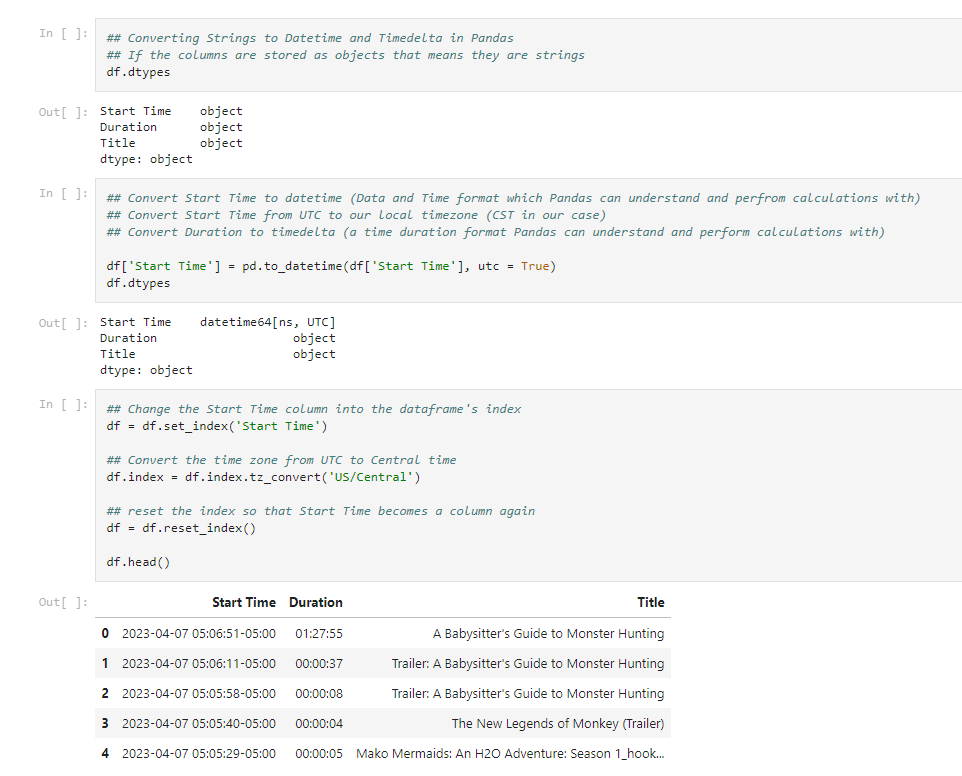 In [ ]:
## Converting Strings to Datetime and Timedelta in Pandas
## If the columns are stored as objects that means they are strings
df.dtypes
Out[ ]:
Start Time    object
Duration      object
Title         object
dtype: object
In [ ]:
## Convert Start Time to datetime (Data and Time format which Pandas can understand and perfrom calculations with)
## Convert Start Time from UTC to our local timezone (CST in our case)
## Convert Duration to timedelta (a time duration format Pandas can understand and perform calculations with)
df['Start Time'] = pd.to_datetime(df['Start Time'], utc = True)
df.dtypes
Out[ ]:
Start Time    datetime64[ns, UTC]
Duration                   object
Title                      object
dtype: object
In [ ]:
## Change the Start Time column into the dataframe's index
df = df.set_index('Start Time')
## Convert the time zone from UTC to Central time
df.index = df.index.tz_convert('US/Central')
## reset the index so that Start Time becomes a column again
df = df.reset_index()
df.head()
Out[ ]:
Start Time Duration Title
0 2023-04-07 05:06:51-05:00 01:27:55 A Babysitter's Guide to Monster Hunting
1 2023-04-07 05:06:11-05:00 00:00:37 Trailer: A Babysitter's Guide to Monster Hunting
2 2023-04-07 05:05:58-05:00 00:00:08 Trailer: A Babysitter's Guide to Monster Hunting
3 2023-04-07 05:05:40-05:00 00:00:04 The New Legends of Monkey (Trailer)
4 2023-04-07 05:05:29-05:00 00:00:05 Mako Mermaids: An H2O Adventure: Season 1_hook...